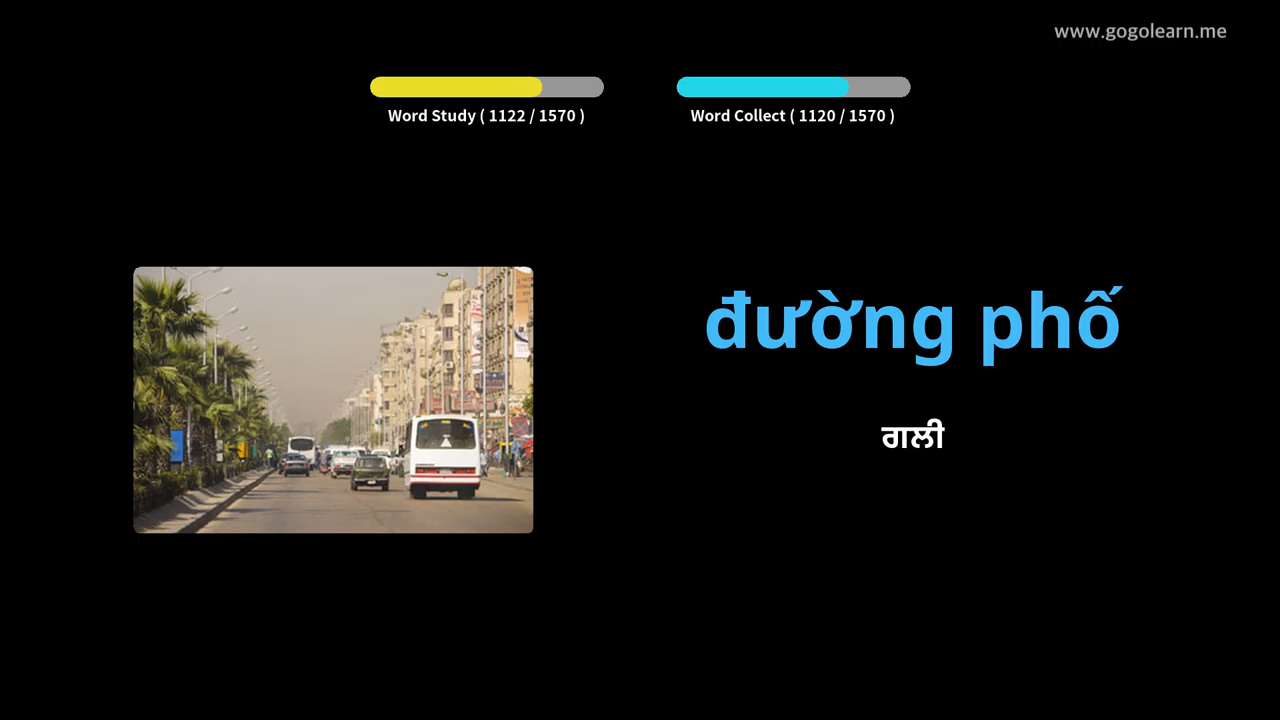 www.gogolearn.me
Word Study ( 1122 / 1570 )
Word Collect ( 1120 / 1570 )
đường phố
ਗਲੀ